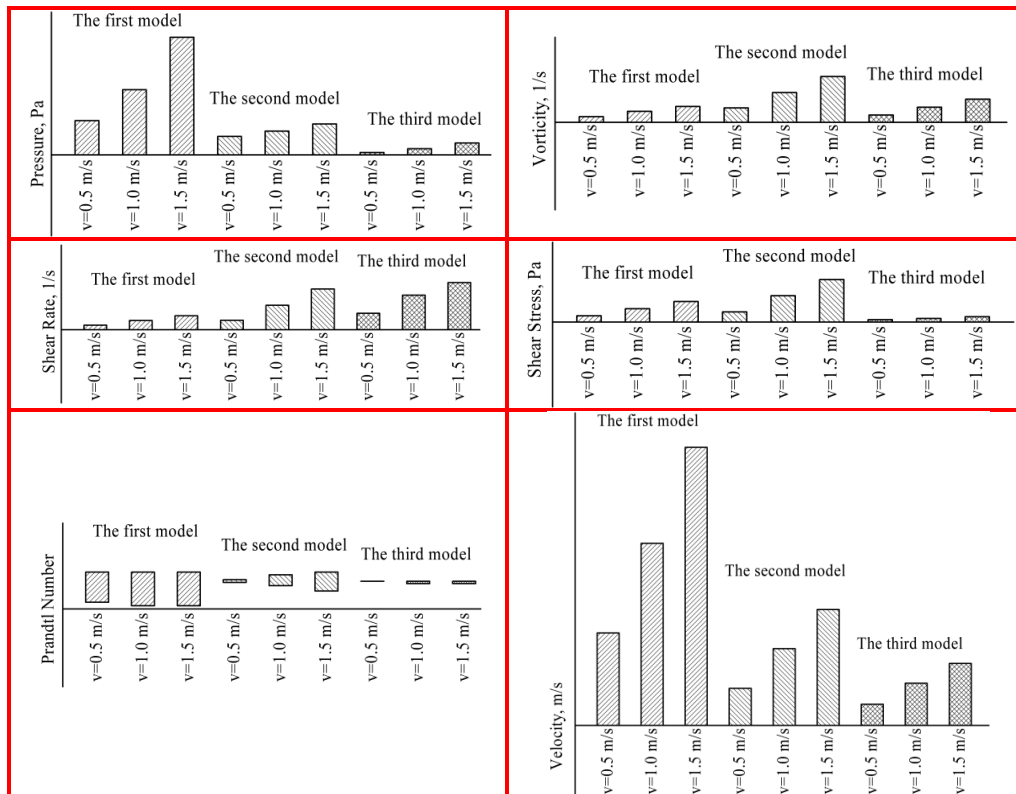 The first model
The second model
The third model
Pressure, Pa
v=0.5 m/s
v=1.0 m/s
v=1.5 m/s
v=0.5 m/s
v=1.0 m/s
v=1.5 m/s
v=0.5 m/s
v=1.0 m/s
v=1.5 m/s
The second model
The first model
The third model
Vorticity, 1/s
v=0.5 m/s
v=1.0 m/s
v=1.5 m/s
v=0.5 m/s
v=1.0 m/s
v=1.5 m/s
v=0.5 m/s
v=1.0 m/s
v=1.5 m/s
The second model
The third model
The first model
Shear Rate, 1/s
v=0.5 m/s
v=1.0 m/s
v=1.5 m/s
v=0.5 m/s
v=1.0 m/s
v=1.5 m/s
v=0.5 m/s
v=1.0 m/s
v=1.5 m/s
The second model
The first model
The third model
Shear Stress, Pa
v=0.5 m/s
v=1.0 m/s
v=1.5 m/s
v=0.5 m/s
v=1.0 m/s
v=1.5 m/s
v=0.5 m/s
v=1.0 m/s
v=1.5 m/s
The first model
The second model
The third model
Prandtl Number
v=0.5 m/s
v=1.0 m/s
v=1.5 m/s
v=0.5 m/s
v=1.0 m/s
v=1.5 m/s
v=0.5 m/s
v=1.0 m/s
v=1.5 m/s
The first model
The second model
The third model
Velocity, m/s
v=0.5 m/s
v=1.0 m/s
v=1.5 m/s
v=0.5 m/s
v=1.0 m/s
v=1.5 m/s
v=0.5 m/s
v=1.0 m/s
v=1.5 m/s